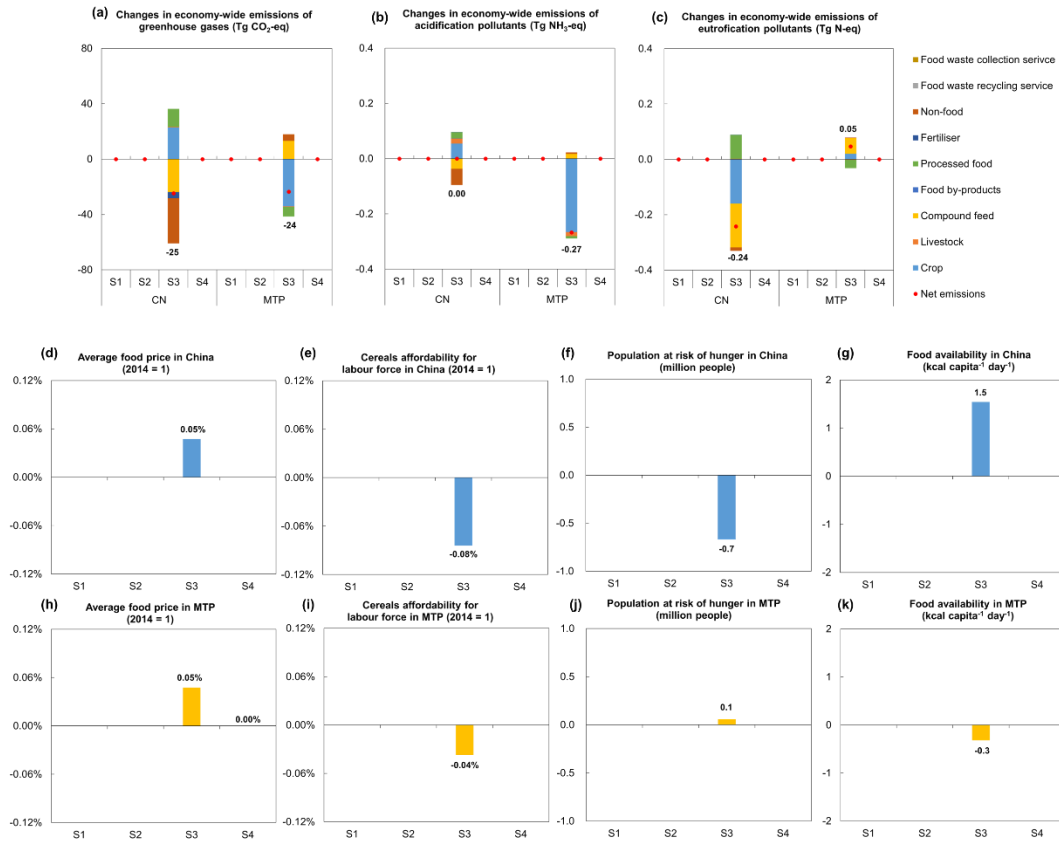 (a) Changes in economy-wide emissions of
greenhouse gases (Tg CO₂-eq)
80
40
0
-40
-80
-25
-24
S1 S2 S3 S4 S1 S2 S3 S4
CN MTP
(b) Changes in economy-wide emissions of
acidification pollutants (Tg NH₃-eq)
0.4
0.2
0.0
-0.2
-0.4
0.00
-0.27
S1 S2 S3 S4 S1 S2 S3 S4
CN MTP
(c) Changes in economy-wide emissions of
eutrofication pollutants (Tg N-eq)
0.4
0.2
0.0
-0.2
-0.4
0.05
-0.24
S1 S2 S3 S4 S1 S2 S3 S4
CN MTP
Food waste collection serivce
Food waste recycling service
Non-food
Fertiliser
Processed food
Food by-products
Compound feed
Livestock
Crop
Net emissions
(d) Average food price in China
(2014 = 1)
0.12%
0.06%
0.00%
-0.06%
-0.12%
0.05%
S1 S2 S3 S4
(e) Cereals affordability for
labour force in China (2014 = 1)
0.12%
0.06%
0.00%
-0.06%
-0.12%
-0.08%
S1 S2 S3 S4
(f) Population at risk of hunger in China
(million people)
1.0
0.5
0.0
-0.5
-1.0
-0.7
S1 S2 S3 S4
(g) Food availability in China
(kcal capita⁻¹ day⁻¹)
2
1
0
-1
-2
1.5
S1 S2 S3 S4
(h) Average food price in MTP
(2014 = 1)
0.12%
0.06%
0.00%
-0.06%
-0.12%
0.05%
0.00%
S1 S2 S3 S4
(i) Cereals affordability for
labour force in MTP (2014 = 1)
0.12%
0.06%
0.00%
-0.06%
-0.12%
-0.04%
S1 S2 S3 S4
(j) Population at risk of hunger in MTP
(million people)
1.0
0.5
0.0
-0.5
-1.0
0.1
S1 S2 S3 S4
(k) Food availability in MTP
(kcal capita⁻¹ day⁻¹)
2
1
0
-1
-2
-0.3
S1 S2 S3 S4